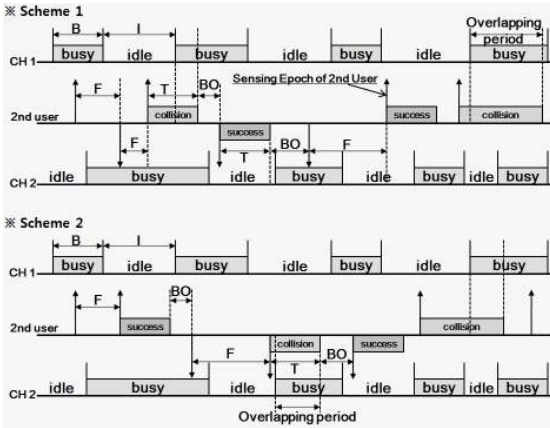 ※ Scheme 1
B I Overlapping period
busy idle busy idle busy idle busy
CH 1
F T BO Sensing Epoch of 2nd User
collision success collision
2nd user
success
F T BO F
idle busy idle busy idle busy idle busy
CH 2
※ Scheme 2
B I
busy idle busy idle busy idle busy
CH 1
F BO
success collision
2nd user
collision success
F T BO
idle busy idle busy idle busy idle busy
CH 2
Overlapping period